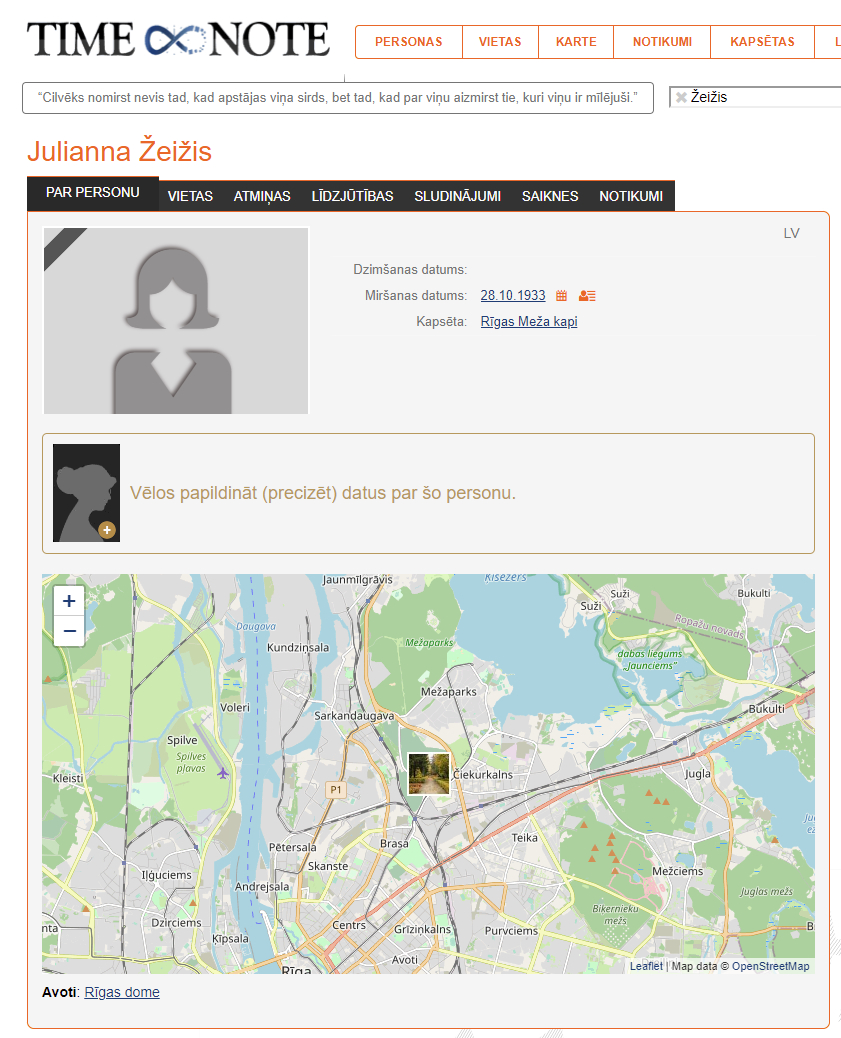 TIME NOTE
PERSONAS VIETAS KARTE NOTIKUMI KAPSĒTAS
“Cilvēks nomirst nevis tad, kad apstājas viņa sirds, bet tad, kad par viņu aizmirst tie, kuri viņu ir mīlējuši.”
Žeižis
Julianna Žeižis
PAR PERSONU VIETAS ATMIŅAS LĪDZJŪTĪBAS SLUDINĀJUMI SAIKNES NOTIKUMI
LV
Dzimšanas datums:
Miršanas datums: 28.10.1933
Kapsēta: Rīgas Meža kapi
Vēlos papildināt (precizēt) datus par šo personu.
+
−
Jaunmīlgrāvis
Ķīšezers
Suži
Suži
Bukulti
Daugava
Kundziņsala
Mežaparks
Ropažu novads
dabas liegums
„Jaunciems”
Mežaparks
Voleri
Sarkandaugava
Bukulti
Spilve
Spilves
pļavas
Kleisti
Čiekurkalns
Jugla
P1
Brasa
Teika
Pētersala
Skanste
Iļģuciems
Mežciems
Andrejsala
Juglas mežs
Dzirciems
Centrs
Grīziņkalns
Purvciems
Biķernieku
mežs
Ķīpsala
Avoti
Rīga
Leaflet | Map data © OpenStreetMap
Avoti: Rīgas dome